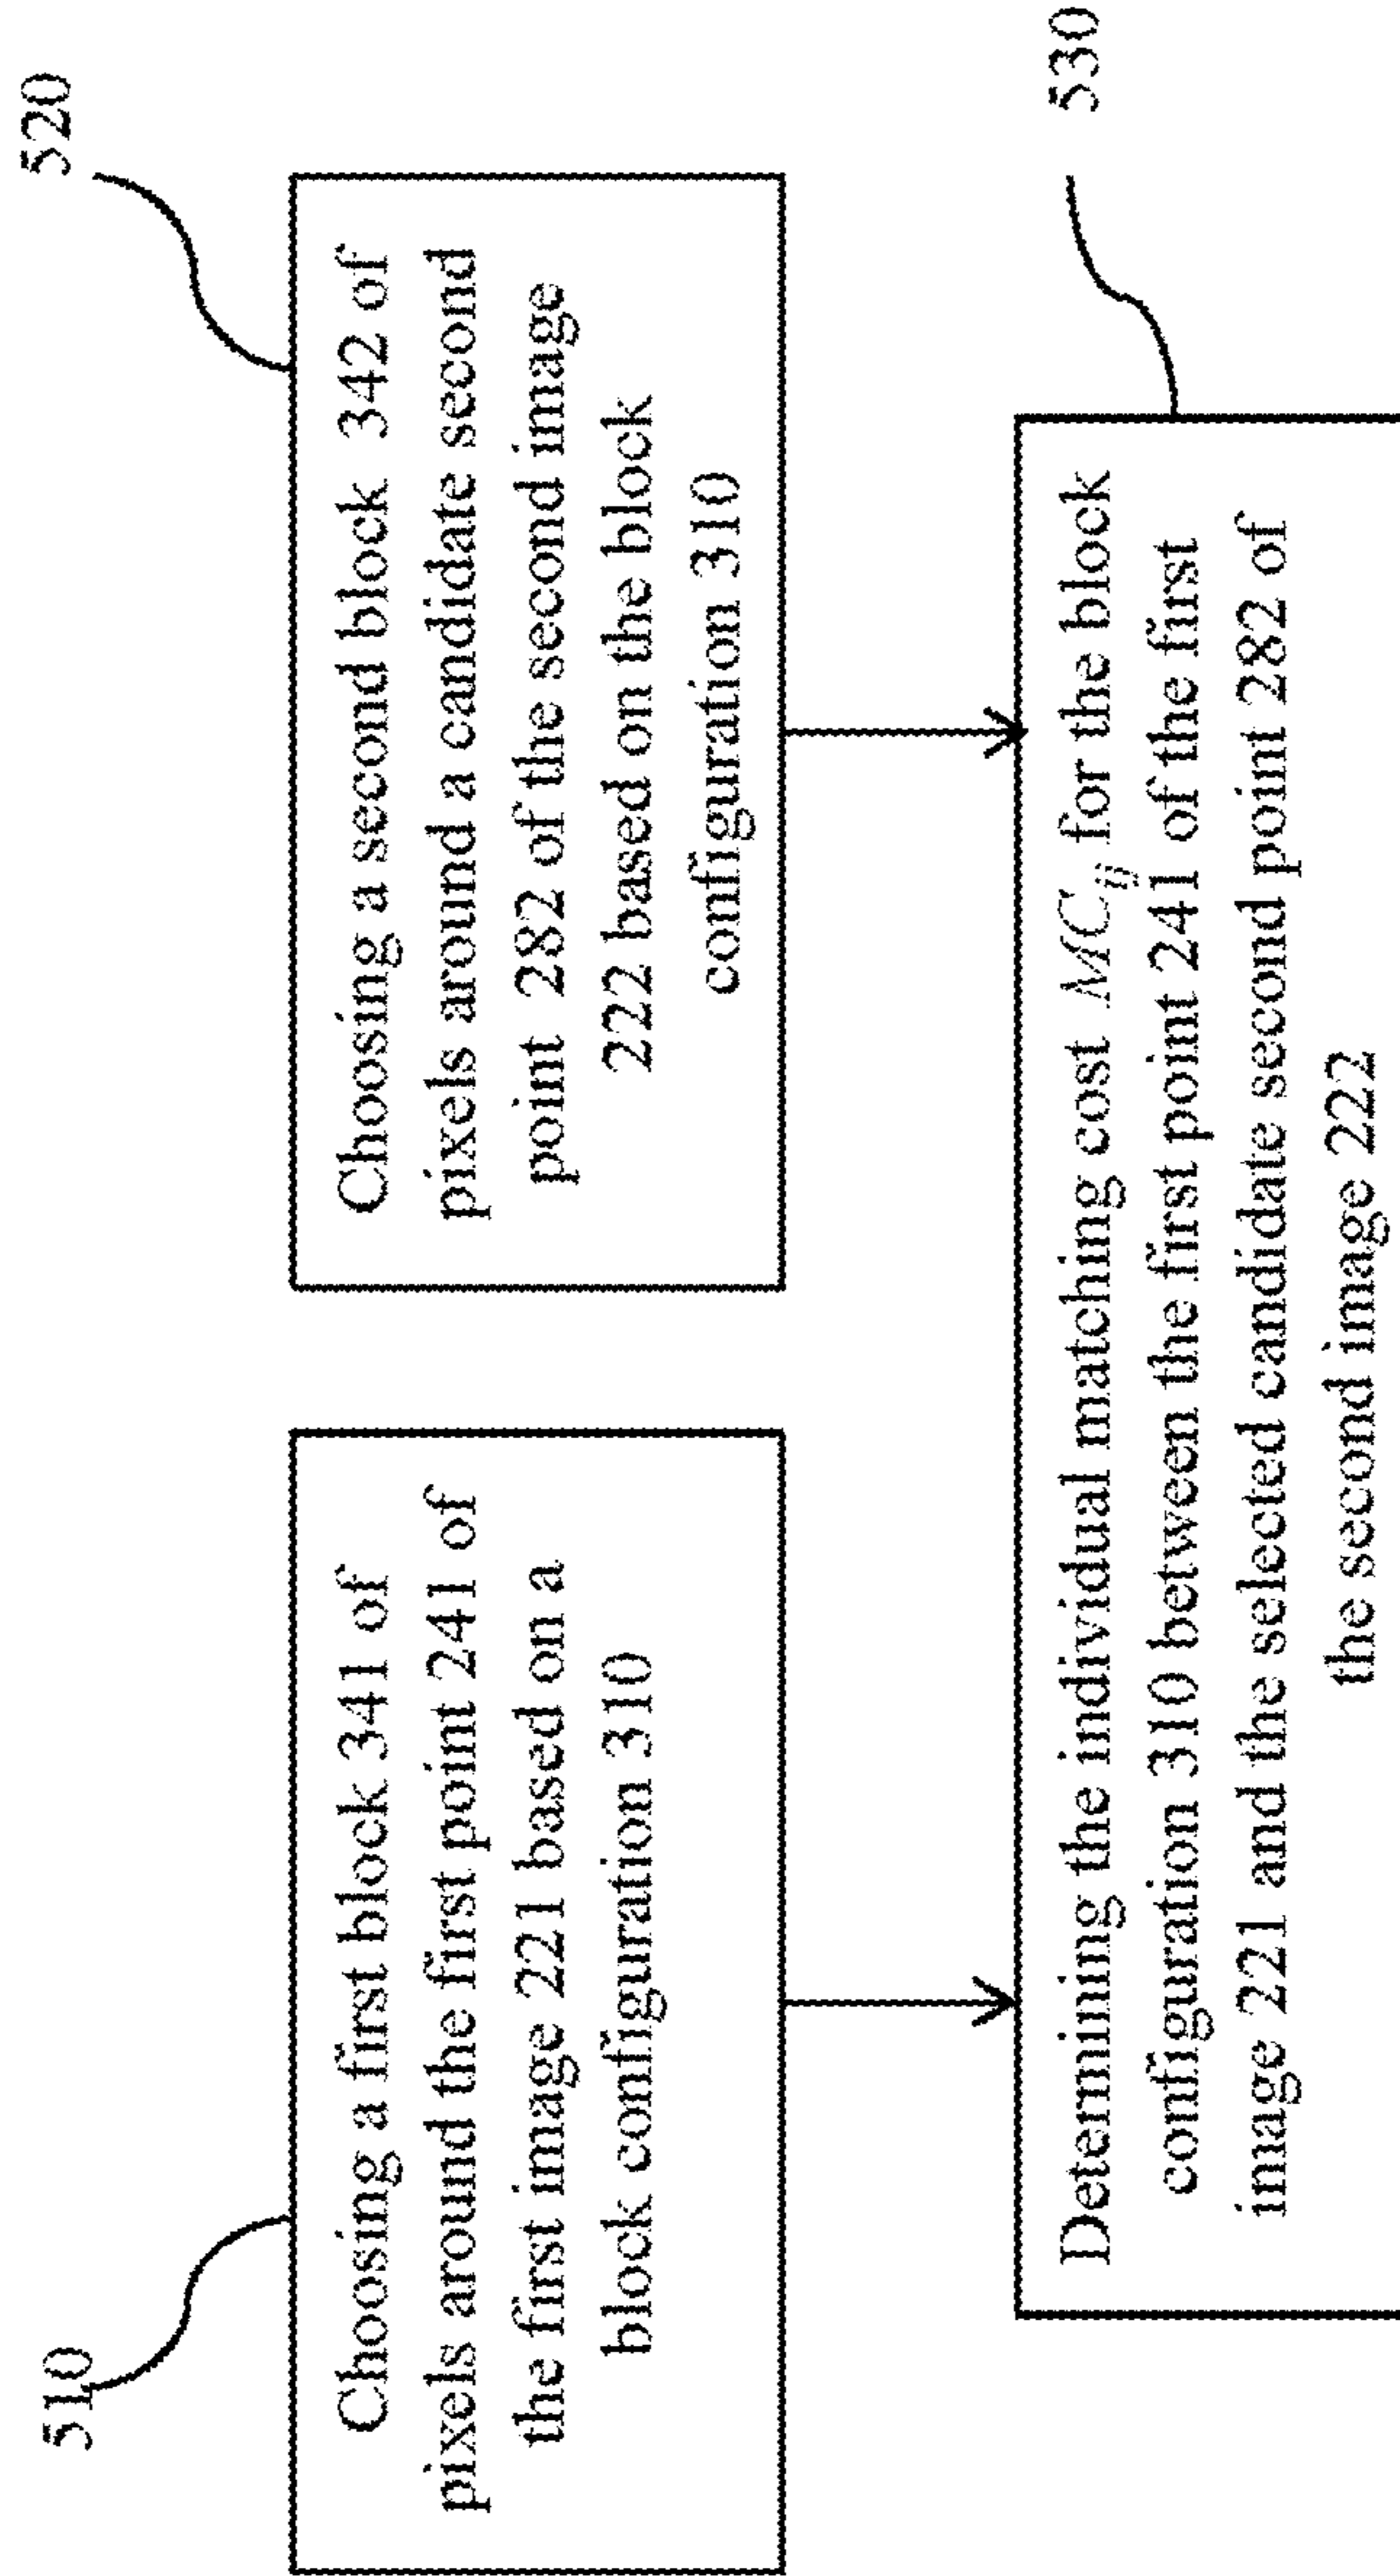 510
Choosing a first block 341 of
pixels around the first point 241 of
the first image 221 based on a
block configuration 310
520
Choosing a second block 342 of
pixels around a candidate second
point 282 of the second image
222 based on the block
configuration 310
530
Determining the individual matching cost MC_ij for the block
configuration 310 between the first point 241 of the first
image 221 and the selected candidate second point 282 of
the second image 222